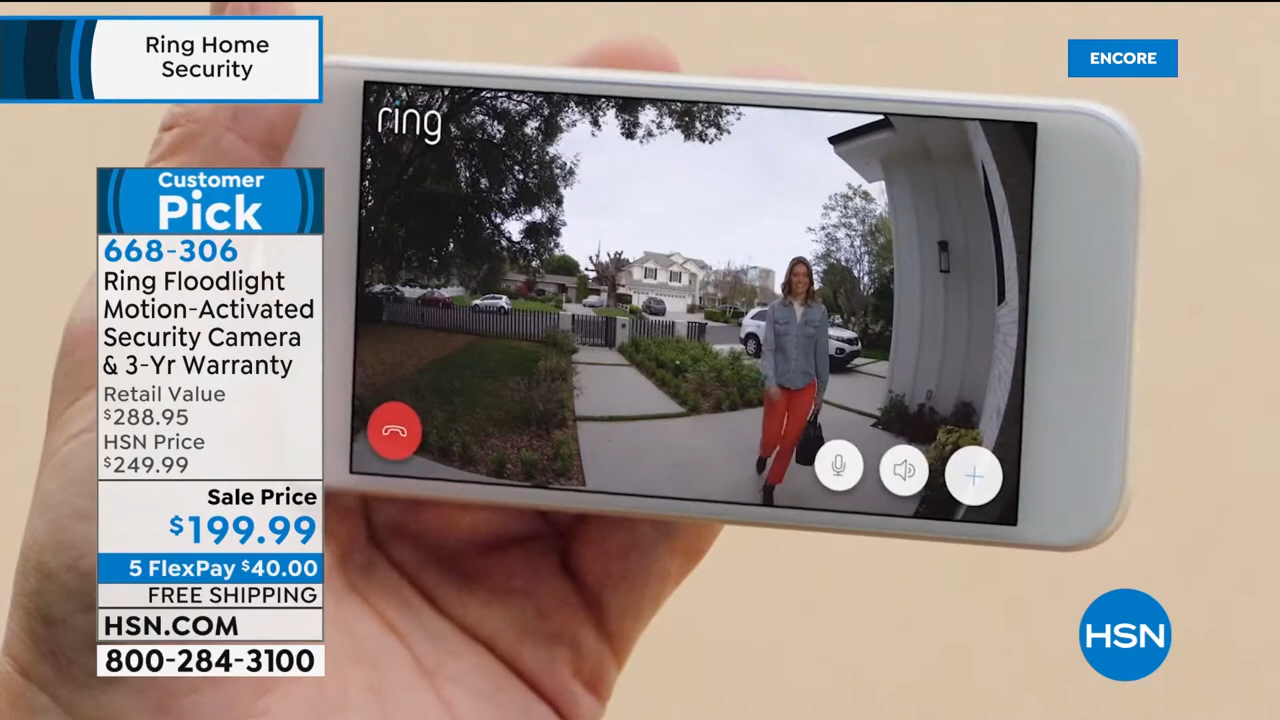 Ring Home
Security
ENCORE
ring
Customer
Pick
668-306
Ring Floodlight
Motion-Activated
Security Camera
& 3-Yr Warranty
Retail Value
$288.95
HSN Price
$249.99
Sale Price
$199.99
5 FlexPay $40.00
FREE SHIPPING
HSN.COM
800-284-3100
HSN